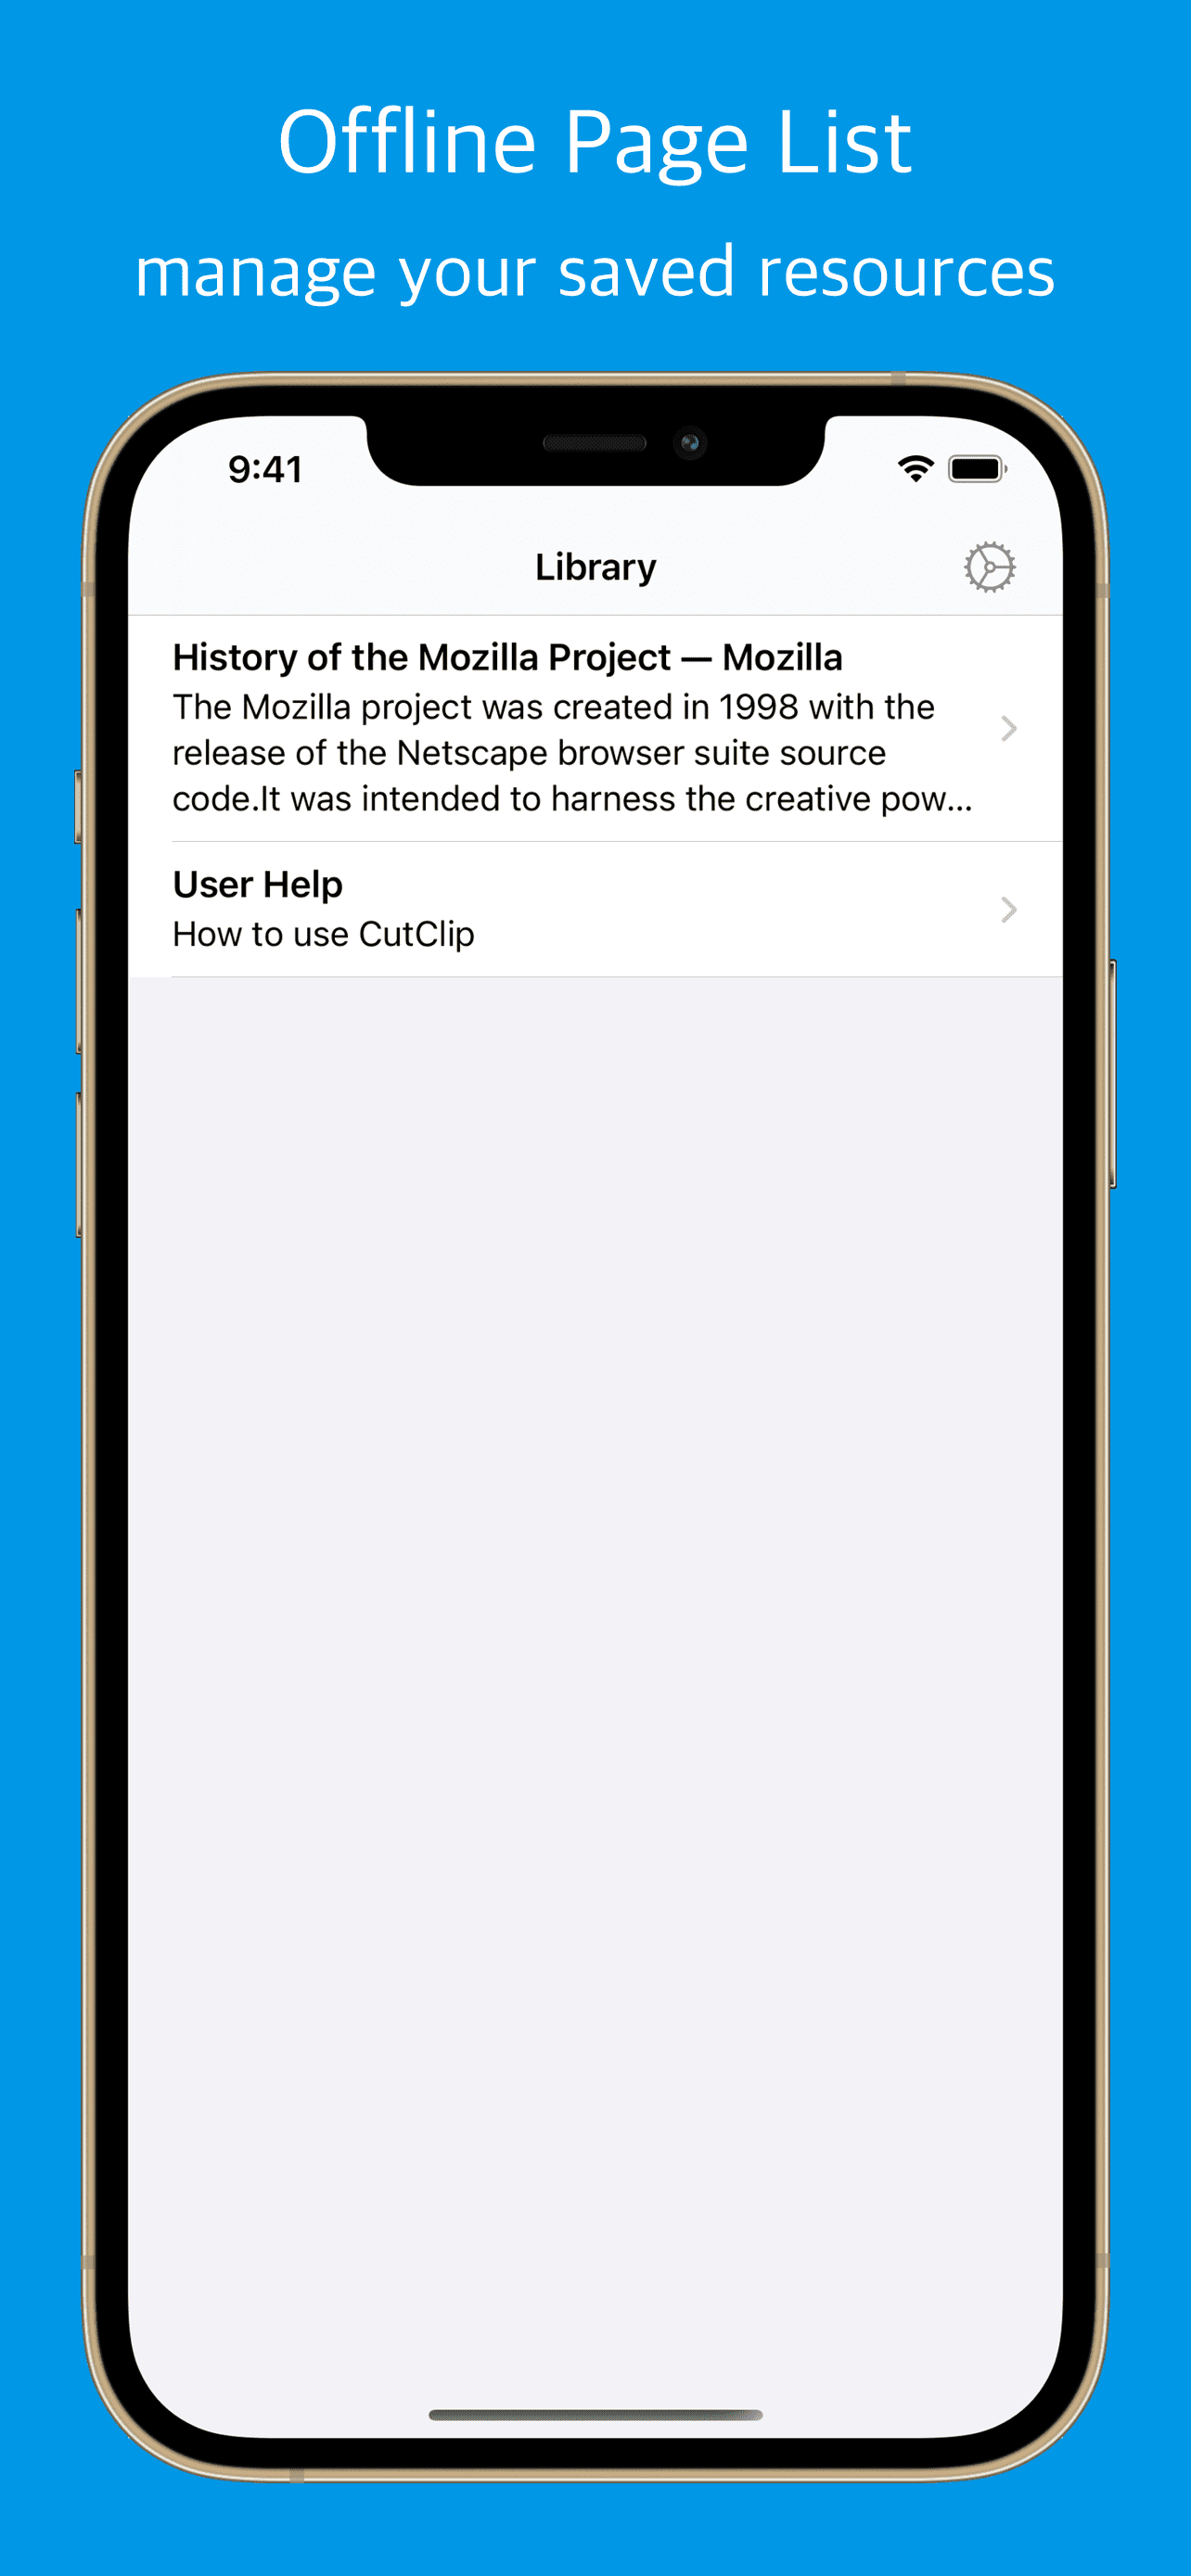 Offline Page List
manage your saved resources
9:41
Library
History of the Mozilla Project — Mozilla
The Mozilla project was created in 1998 with the
release of the Netscape browser suite source
code.It was intended to harness the creative pow...
User Help
How to use CutClip